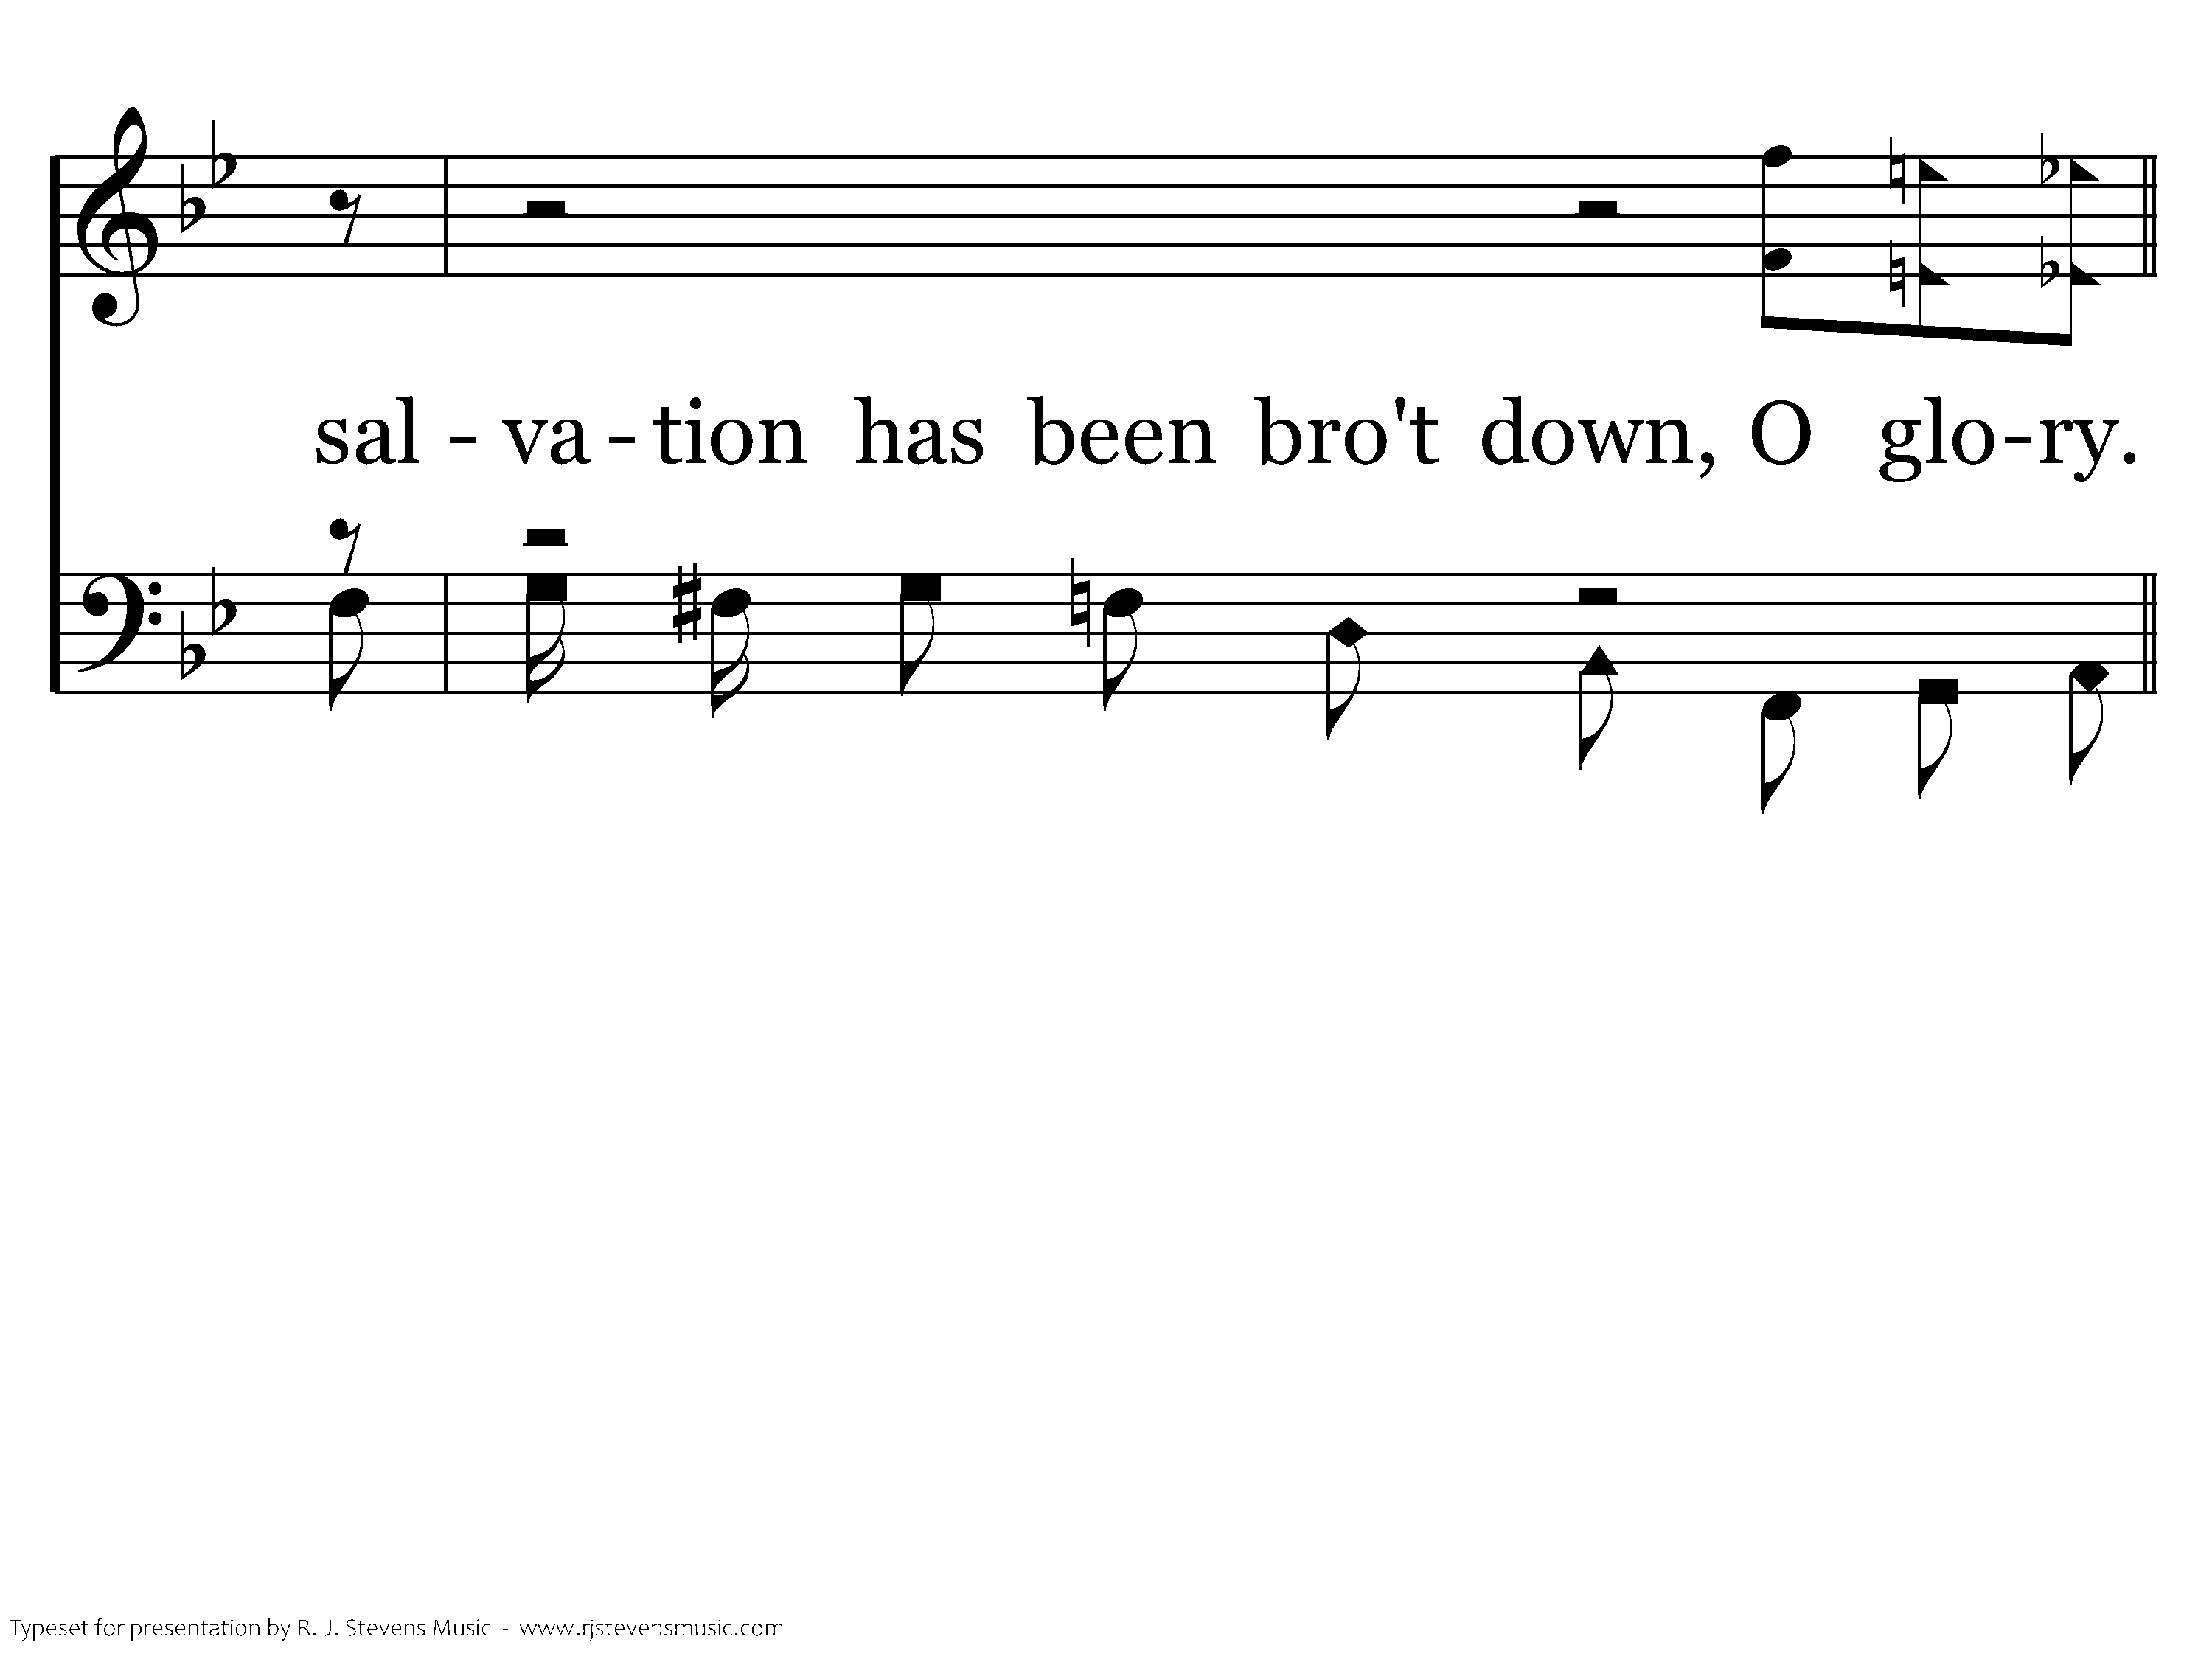 sal - va - tion has been bro't down, O glo - ry.
Typeset for presentation by R. J. Stevens Music - www.rjstevensmusic.com